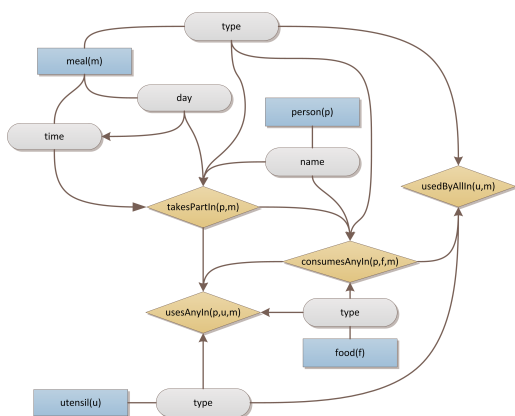 type
meal(m)
day
person(p)
time
name
usedByAllIn(u,m)
takesPartIn(p,m)
consumesAnyIn(p,f,m)
usesAnyIn(p,u,m)
type
food(f)
utensil(u)
type